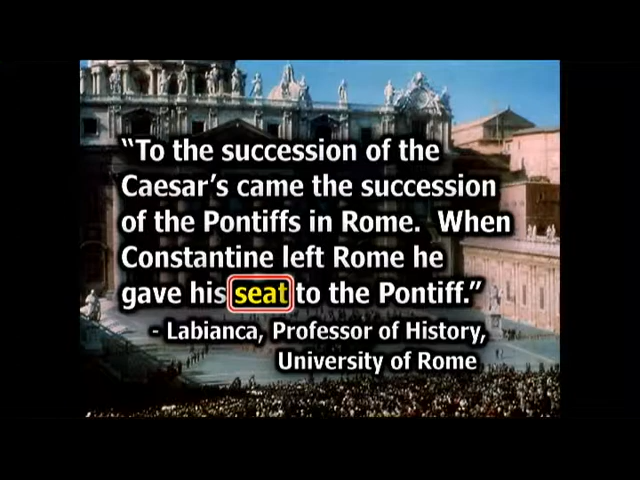 “To the succession of the
Caesar’s came the succession
of the Pontiffs in Rome.  When
Constantine left Rome he
gave his seat to the Pontiff.”
- Labianca, Professor of History,
University of Rome